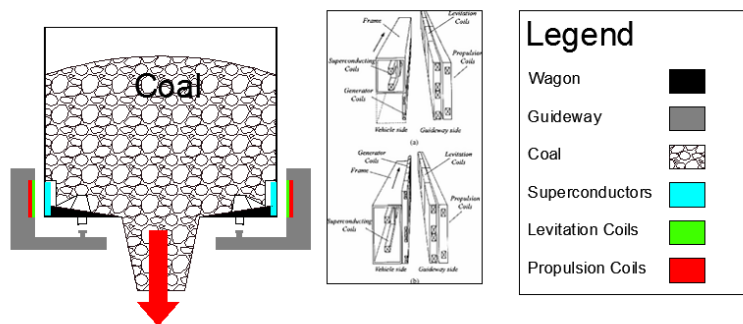 Coal
Frame
Levitation
Coils
Superconducting
Coils
Propulsion
Coils
Generator
Coils
Vehicle side
Guideway side
(a)
Generator
Coils
Levitation
Coils
Frame
Propulsion
Coils
Superconducting
Coils
Vehicle side
Guideway side
(b)
Legend
Wagon
Guideway
Coal
Superconductors
Levitation Coils
Propulsion Coils